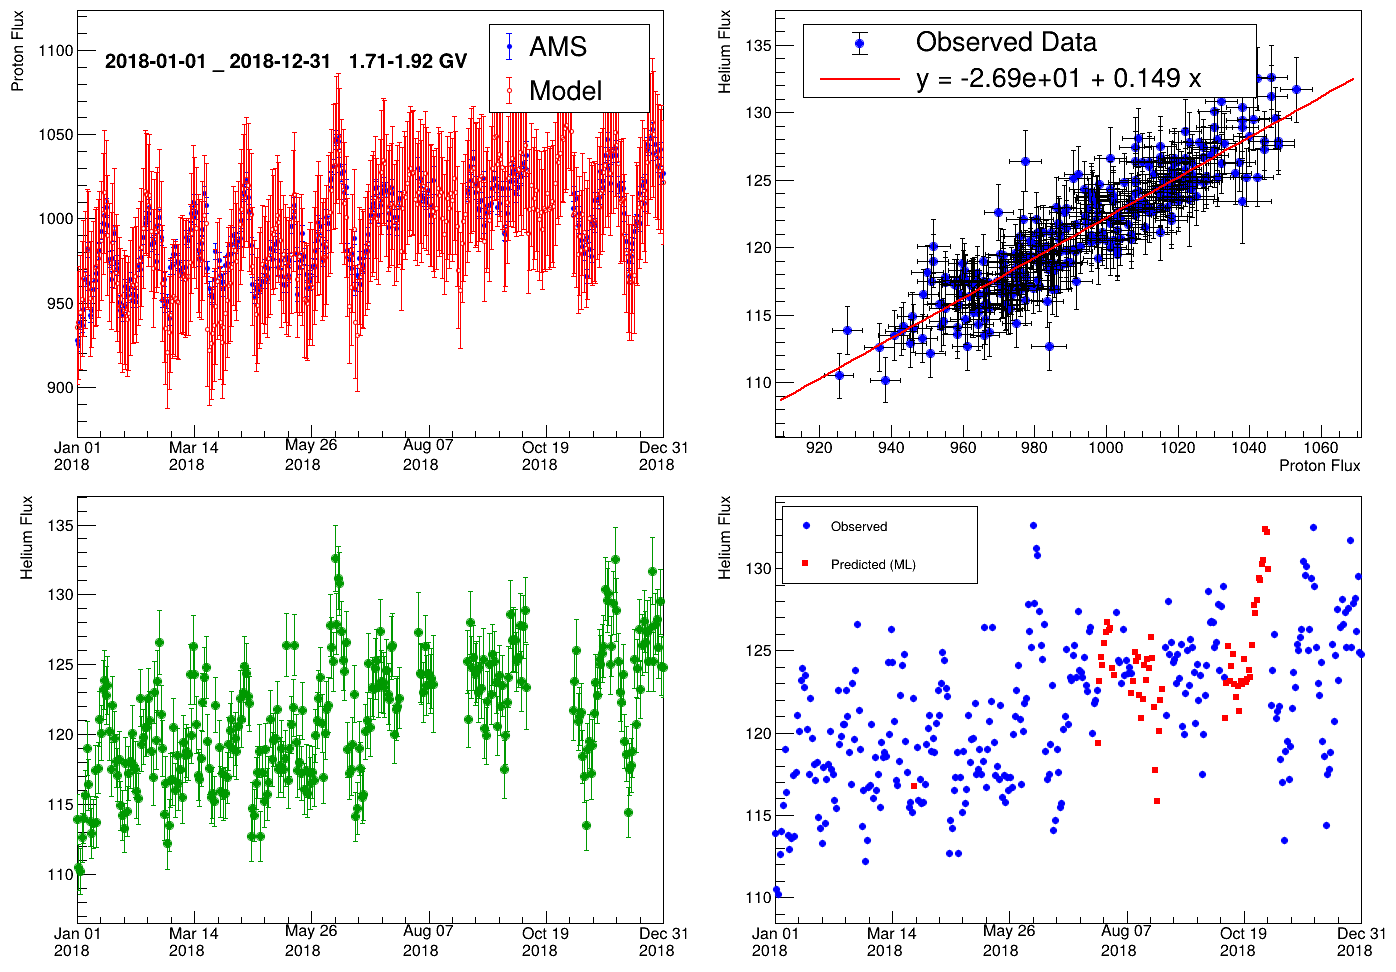 Proton Flux
1100
1050
1000
950
900
2018-01-01 _ 2018-12-31 1.71-1.92 GV
AMS
Model
Jan 01
2018
Mar 14
2018
May 26
2018
Aug 07
2018
Oct 19
2018
Dec 31
2018
Helium Flux
135
130
125
120
115
110
Observed Data
y = -2.69e+01 + 0.149 x
920
940
960
980
1000
1020
1040
1060
Proton Flux
Helium Flux
135
130
125
120
115
110
Jan 01
2018
Mar 14
2018
May 26
2018
Aug 07
2018
Oct 19
2018
Dec 31
2018
Helium Flux
130
125
120
115
110
Observed
Predicted (ML)
Jan 01
2018
Mar 14
2018
May 26
2018
Aug 07
2018
Oct 19
2018
Dec 31
2018